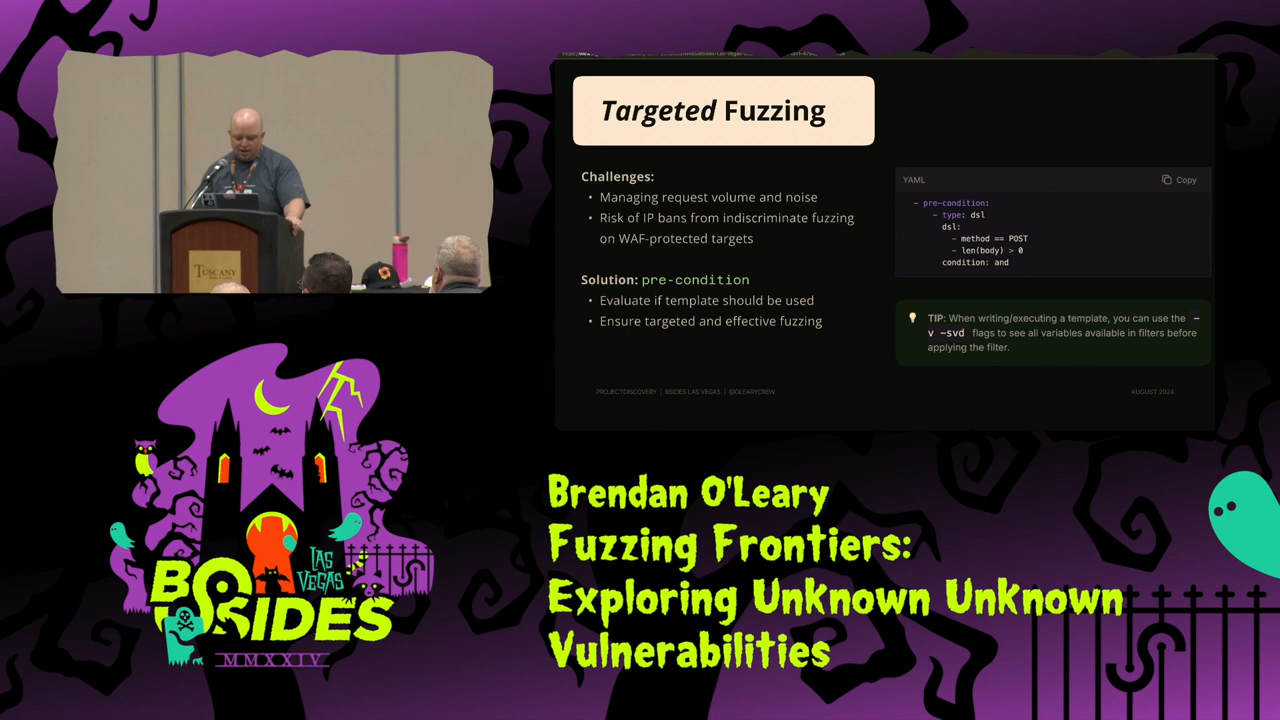 Targeted Fuzzing
Challenges:
• Managing request volume and noise
• Risk of IP bans from indiscriminate fuzzing
on WAF-protected targets
Solution: pre-condition
• Evaluate if template should be used
• Ensure targeted and effective fuzzing
YAML
Copy
- pre-condition:
- type: dsl
dsl:
- method == POST
- len(body) > 0
condition: and
TIP: When writing/executing a template, you can use the -
v -svd flags to see all variables available in filters before
applying the filter.
PROJECTDISCOVERY | BSIDES LAS VEGAS | @OLEARYCREW
AUGUST 2024
TUSCANY
LAS
VEGAS
BSIDES
MMXXIV
Brendan O'Leary
Fuzzing Frontiers:
Exploring Unknown Unknown
Vulnerabilities